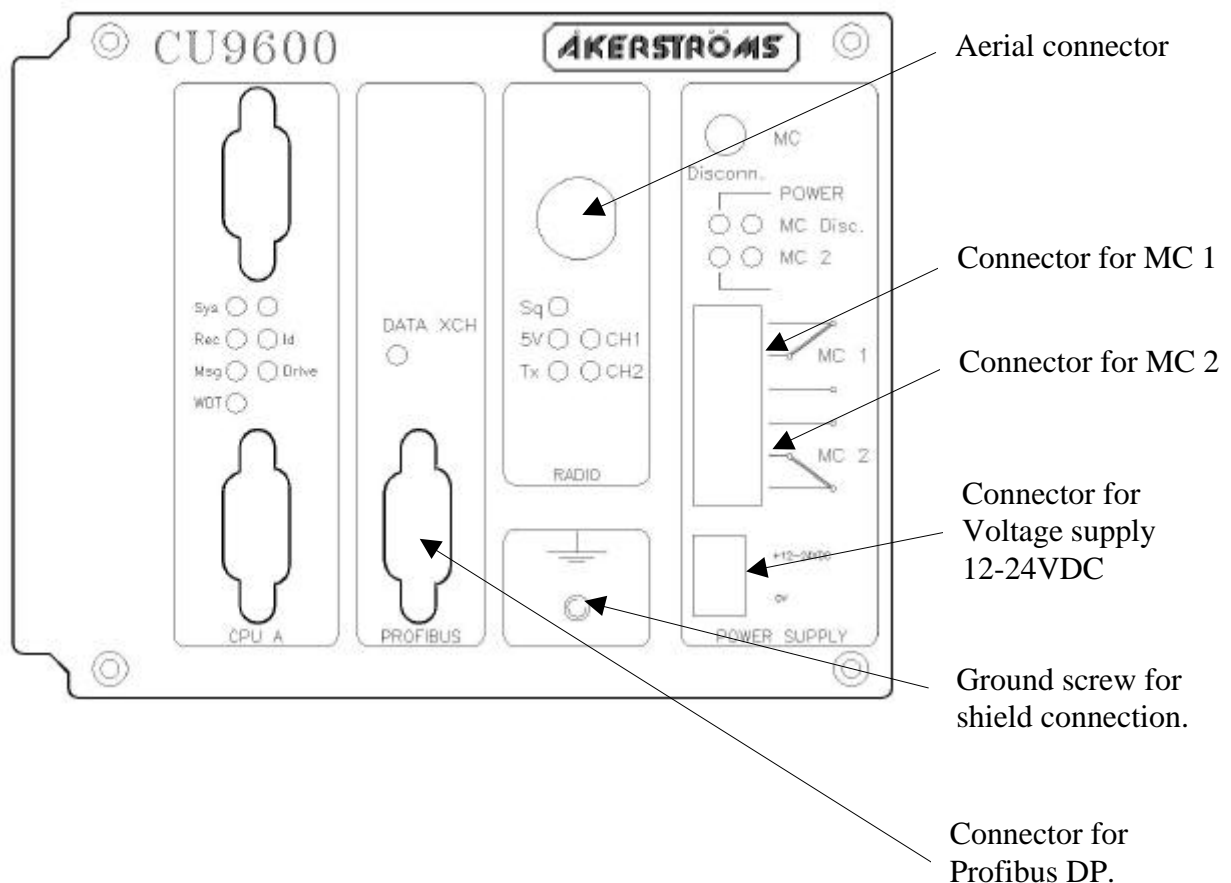 CU9600
ÅKERSTRÖMS
Aerial connector
MC
Disconn.
POWER
MC Disc.
MC 2
Connector for MC 1
Sys
Rec
Id
Msg
Drive
WDT
DATA XCH
Sq
5V
CH1
Tx
CH2
RADIO
MC 1
MC 2
Connector for MC 2
Connector for
Voltage supply
12-24VDC
+12-24VDC
0V
CPU A
PROFIBUS
POWER SUPPLY
Ground screw for
shield connection.
Connector for
Profibus DP.